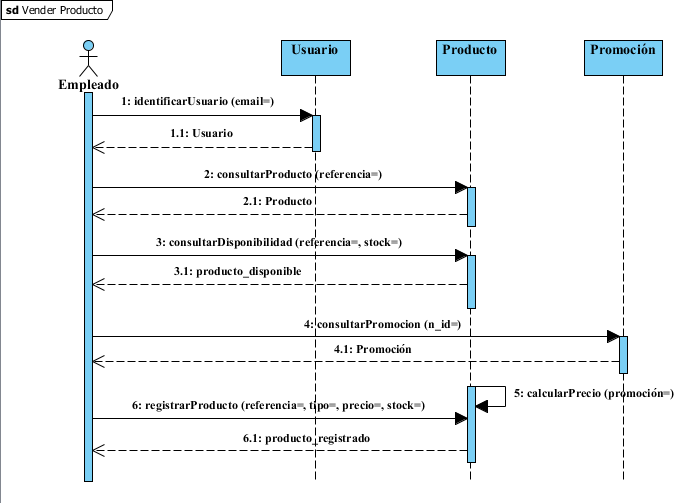 sd Vender Producto
Usuario
Producto
Promoción
Empleado
1: identificarUsuario (email=)
1.1: Usuario
2: consultarProducto (referencia=)
2.1: Producto
3: consultarDisponibilidad (referencia=, stock=)
3.1: producto_disponible
4: consultarPromocion (n_id=)
4.1: Promoción
5: calcularPrecio (promoción=)
6: registrarProducto (referencia=, tipo=, precio=, stock=)
6.1: producto_registrado